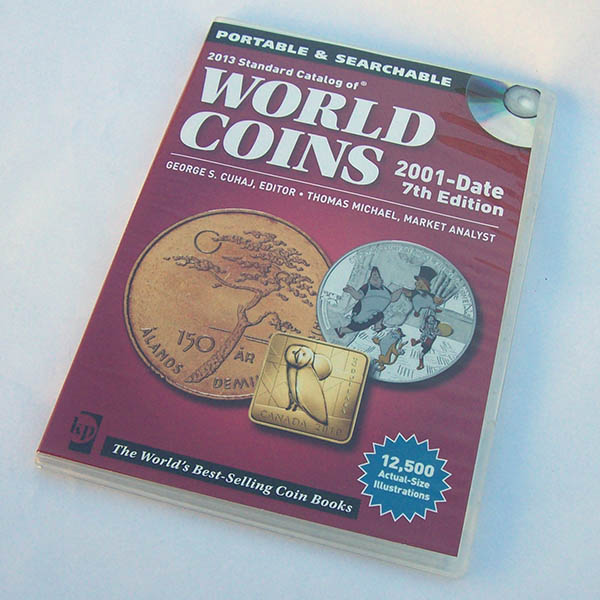 PORTABLE & SEARCHABLE
2013 Standard Catalog of®
WORLD
COINS
2001-Date
7th Edition
GEORGE S. CUHAJ, EDITOR • THOMAS MICHAEL, MARKET ANALYST
150 ÅR
ÅLANDS DEMI
CANADA 2010
kp
The World's Best-Selling Coin Books
12,500
Actual-Size
Illustrations